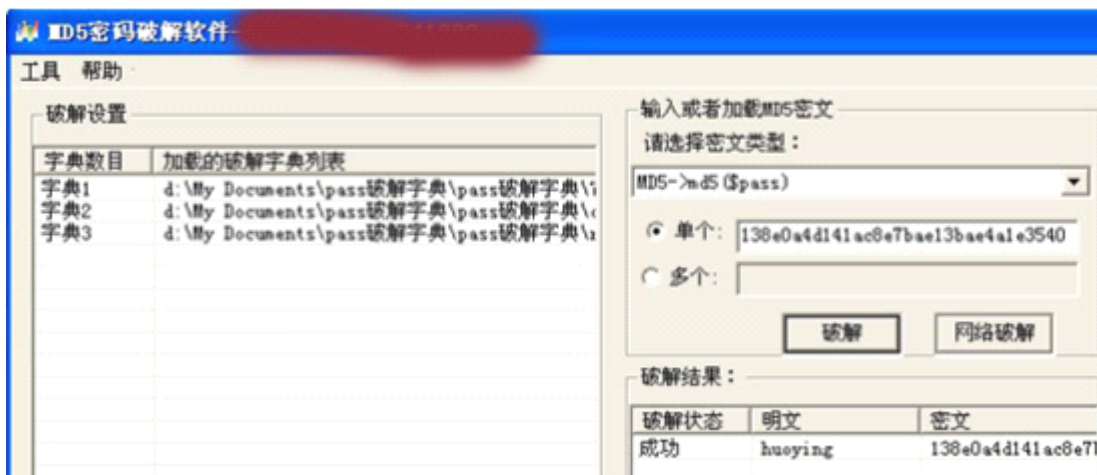 MD5密码破解软件-
工具 帮助
破解设置
字典数目 加载的破解字典列表
字典1 d:\My Documents\pass破解字典\pass破解字典\
字典2 d:\My Documents\pass破解字典\pass破解字典\
字典3 d:\My Documents\pass破解字典\pass破解字典\
输入或者加载MD5密文
请选择密文类型:
MD5->md5($pass)
单个: 138e0a4d141ac8e7bae13bae4a1e3540
多个:
破解 网络破解
破解结果:
破解状态 明文 密文
成功 huoying 138e0a4d141ac8e7